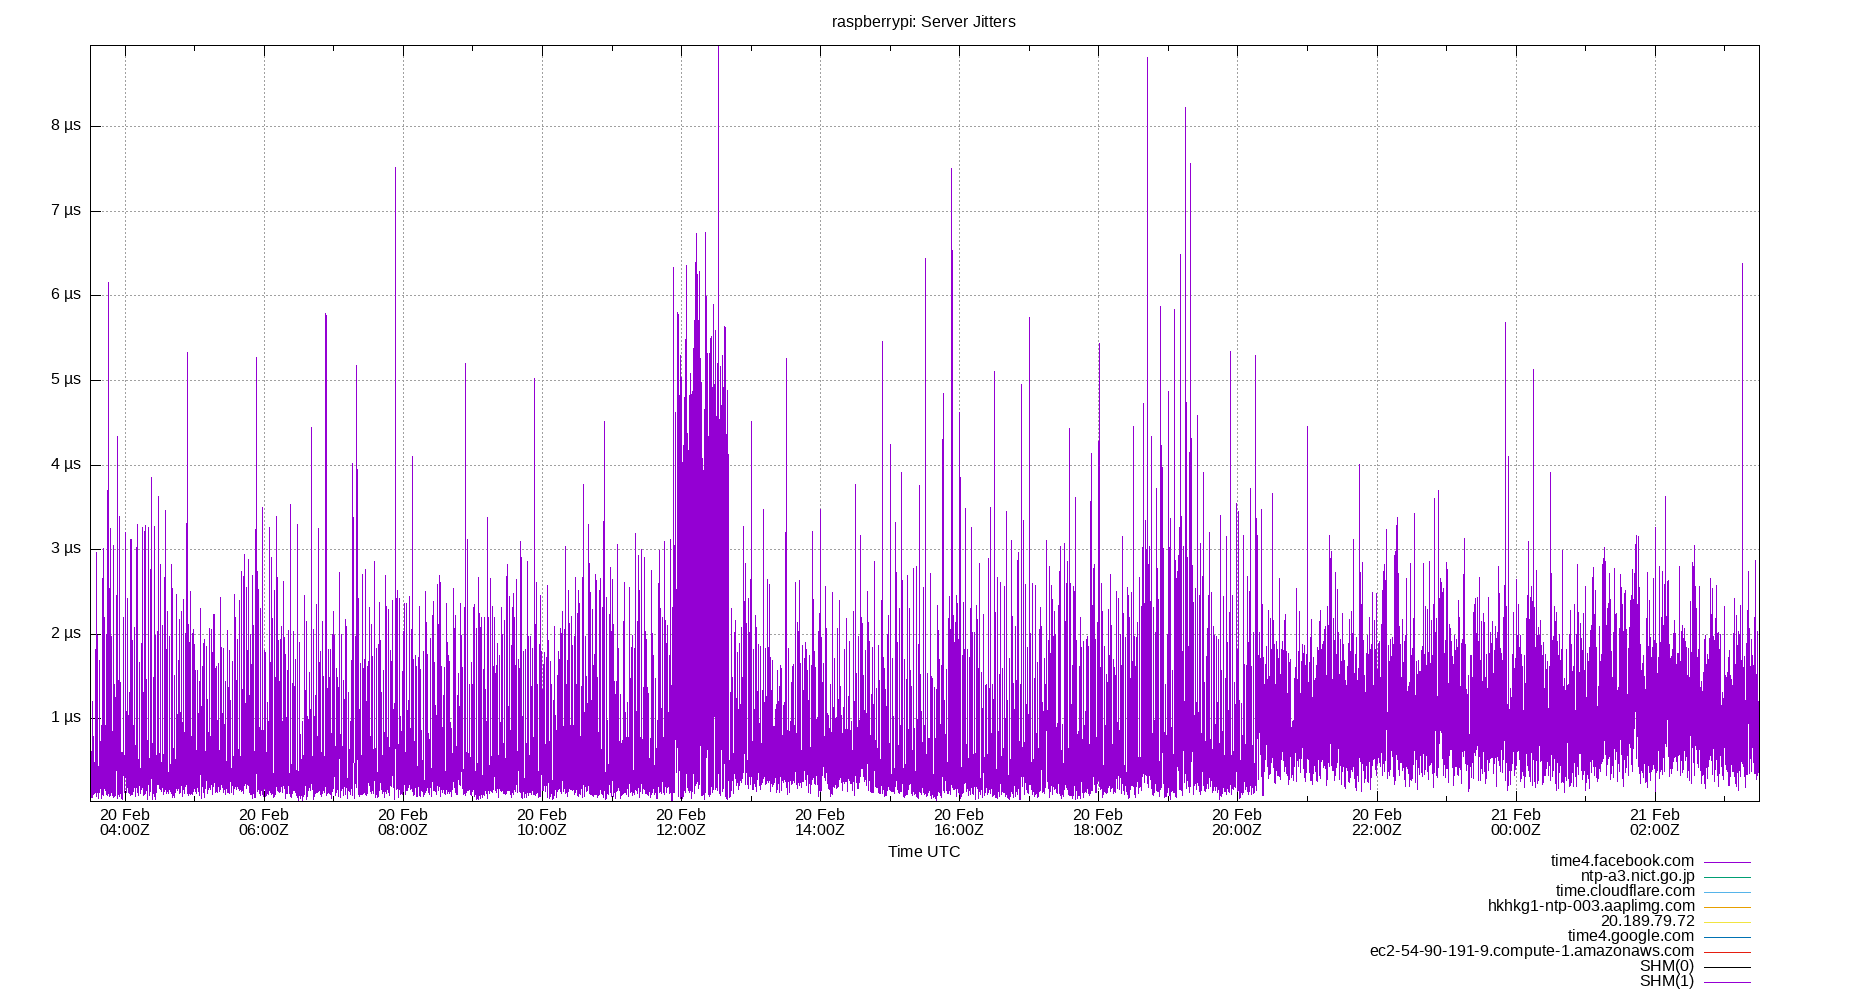 raspberrypi: Server Jitters
8 µs
7 µs
6 µs
5 µs
4 µs
3 µs
2 µs
1 µs
20 Feb 20 Feb 20 Feb 20 Feb 20 Feb 20 Feb 20 Feb 20 Feb 20 Feb 20 Feb 21 Feb 21 Feb
04:00Z 06:00Z 08:00Z 10:00Z 12:00Z 14:00Z 16:00Z 18:00Z 20:00Z 22:00Z 00:00Z 02:00Z
Time UTC
time4.facebook.com
ntp-a3.nict.go.jp
time.cloudflare.com
hkhkg1-ntp-003.aaplimg.com
20.189.79.72
time4.google.com
ec2-54-90-191-9.compute-1.amazonaws.com
SHM(0)
SHM(1)